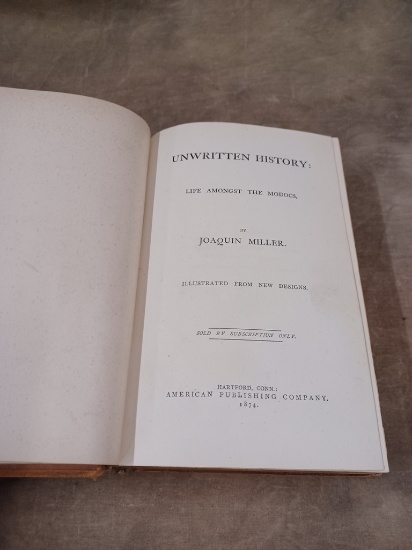 UNWRITTEN HISTORY:
LIFE AMONGST THE MODOCS,
BY
JOAQUIN MILLER.
ILLUSTRATED FROM NEW DESIGNS.
SOLD BY SUBSCRIPTION ONLY.
HARTFORD, CONN.:
AMERICAN PUBLISHING COMPANY.
1874.